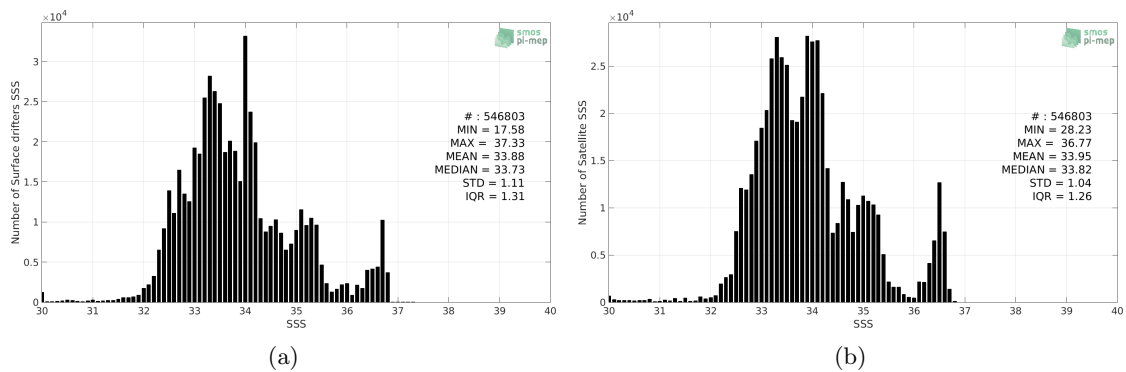 ×10⁴
3
2.5
2
1.5
1
0.5
0
Number of Surface drifters SSS
smos
pi-mep
# : 546803
MIN = 17.58
MAX = 37.33
MEAN = 33.88
MEDIAN = 33.73
STD = 1.11
IQR = 1.31
30 31 32 33 34 35 36 37 38 39 40
SSS
(a)
×10⁴
2.5
2
1.5
1
0.5
0
Number of Satellite SSS
smos
pi-mep
# : 546803
MIN = 28.23
MAX = 36.77
MEAN = 33.95
MEDIAN = 33.82
STD = 1.04
IQR = 1.26
30 31 32 33 34 35 36 37 38 39 40
SSS
(b)